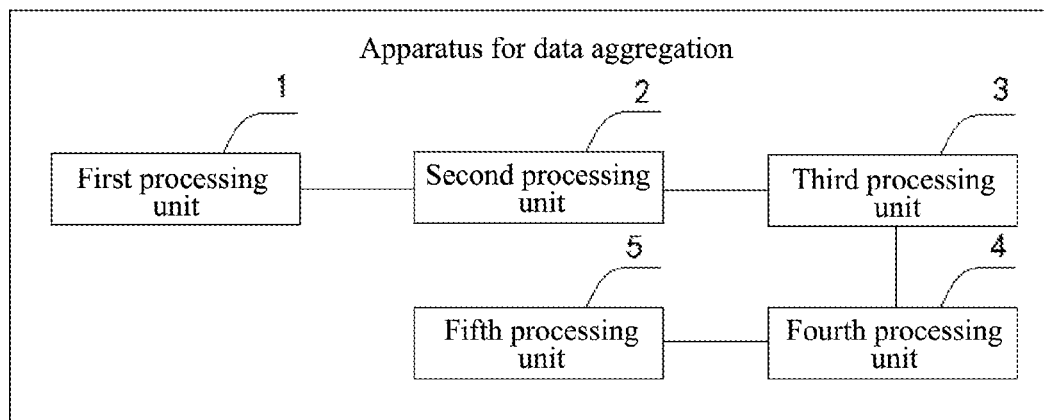 Apparatus for data aggregation
1
2
3
First processing
unit
Second processing
unit
Third processing
unit
5
4
Fifth processing
unit
Fourth processing
unit